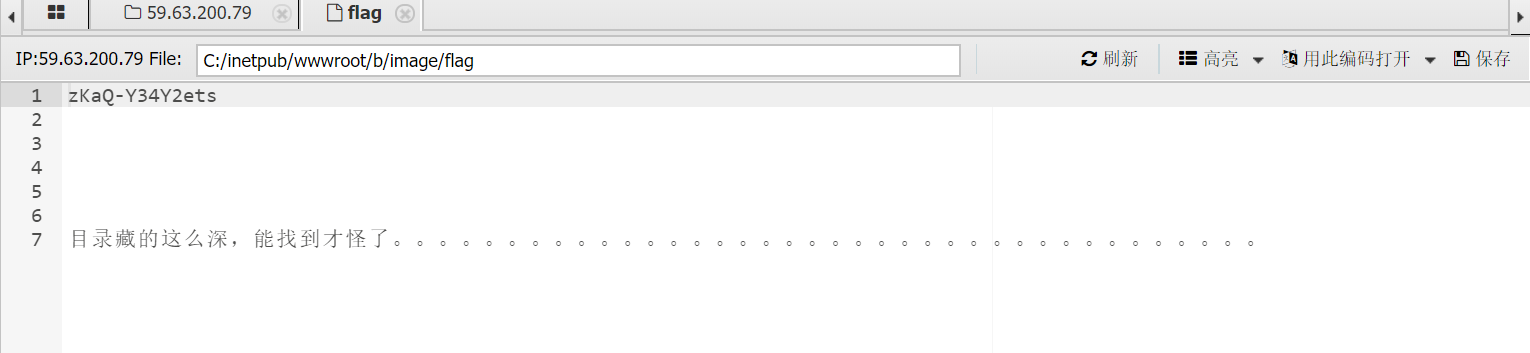 59.63.200.79 flag
IP:59.63.200.79 File: C:/inetpub/wwwroot/b/image/flag 刷新 高亮 用此编码打开 保存
1 zKaQ-Y34Y2ets
2
3
4
5
6
7 目录藏的这么深，能找到才怪了。。。。。。。。。。。。。。。。。。。。。。。。。。。。。。。。。。。。。。